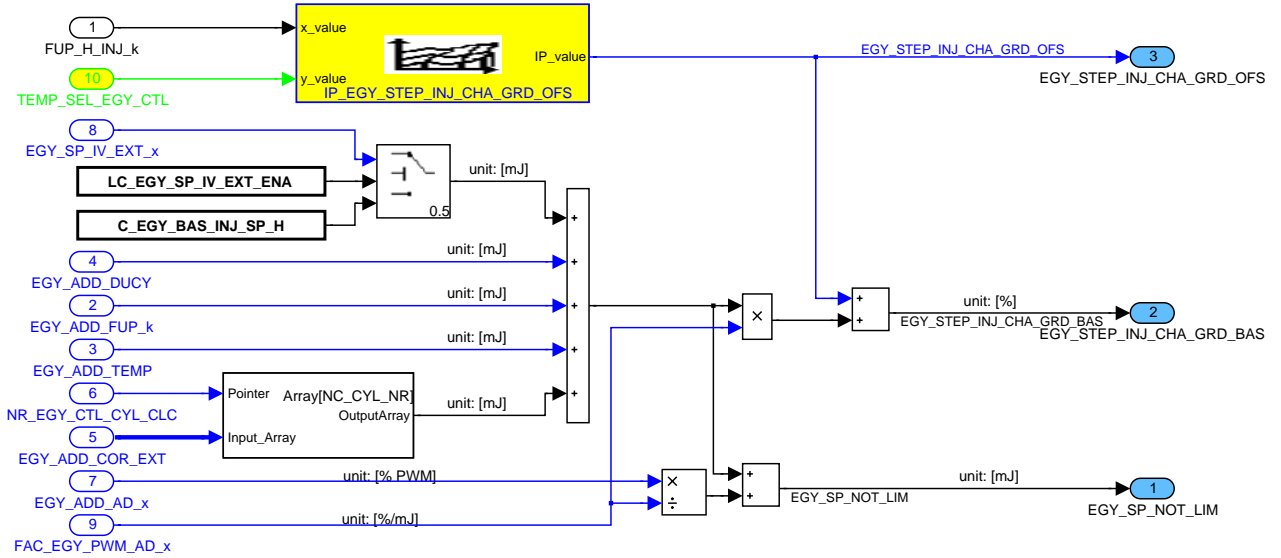 1
FUP_H_INJ_k
10
TEMP_SEL_EGY_CTL
x_value
y_value
IP_value
IP_EGY_STEP_INJ_CHA_GRD_OFS
EGY_STEP_INJ_CHA_GRD_OFS
3
EGY_STEP_INJ_CHA_GRD_OFS
8
EGY_SP_IV_EXT_x
LC_EGY_SP_IV_EXT_ENA
C_EGY_BAS_INJ_SP_H
0.5
unit: [mJ]
+
4
EGY_ADD_DUCY
unit: [mJ]
+
2
EGY_ADD_FUP_k
unit: [mJ]
+
3
EGY_ADD_TEMP
unit: [mJ]
+
6
NR_EGY_CTL_CYL_CLC
5
EGY_ADD_COR_EXT
Pointer
Input_Array
Array[NC_CYL_NR]
OutputArray
unit: [mJ]
+
×
+
+
unit: [%]
EGY_STEP_INJ_CHA_GRD_BAS
2
EGY_STEP_INJ_CHA_GRD_BAS
7
EGY_ADD_AD_x
unit: [% PWM]
9
FAC_EGY_PWM_AD_x
unit: [%/mJ]
×
÷
+
+
EGY_SP_NOT_LIM
unit: [mJ]
1
EGY_SP_NOT_LIM